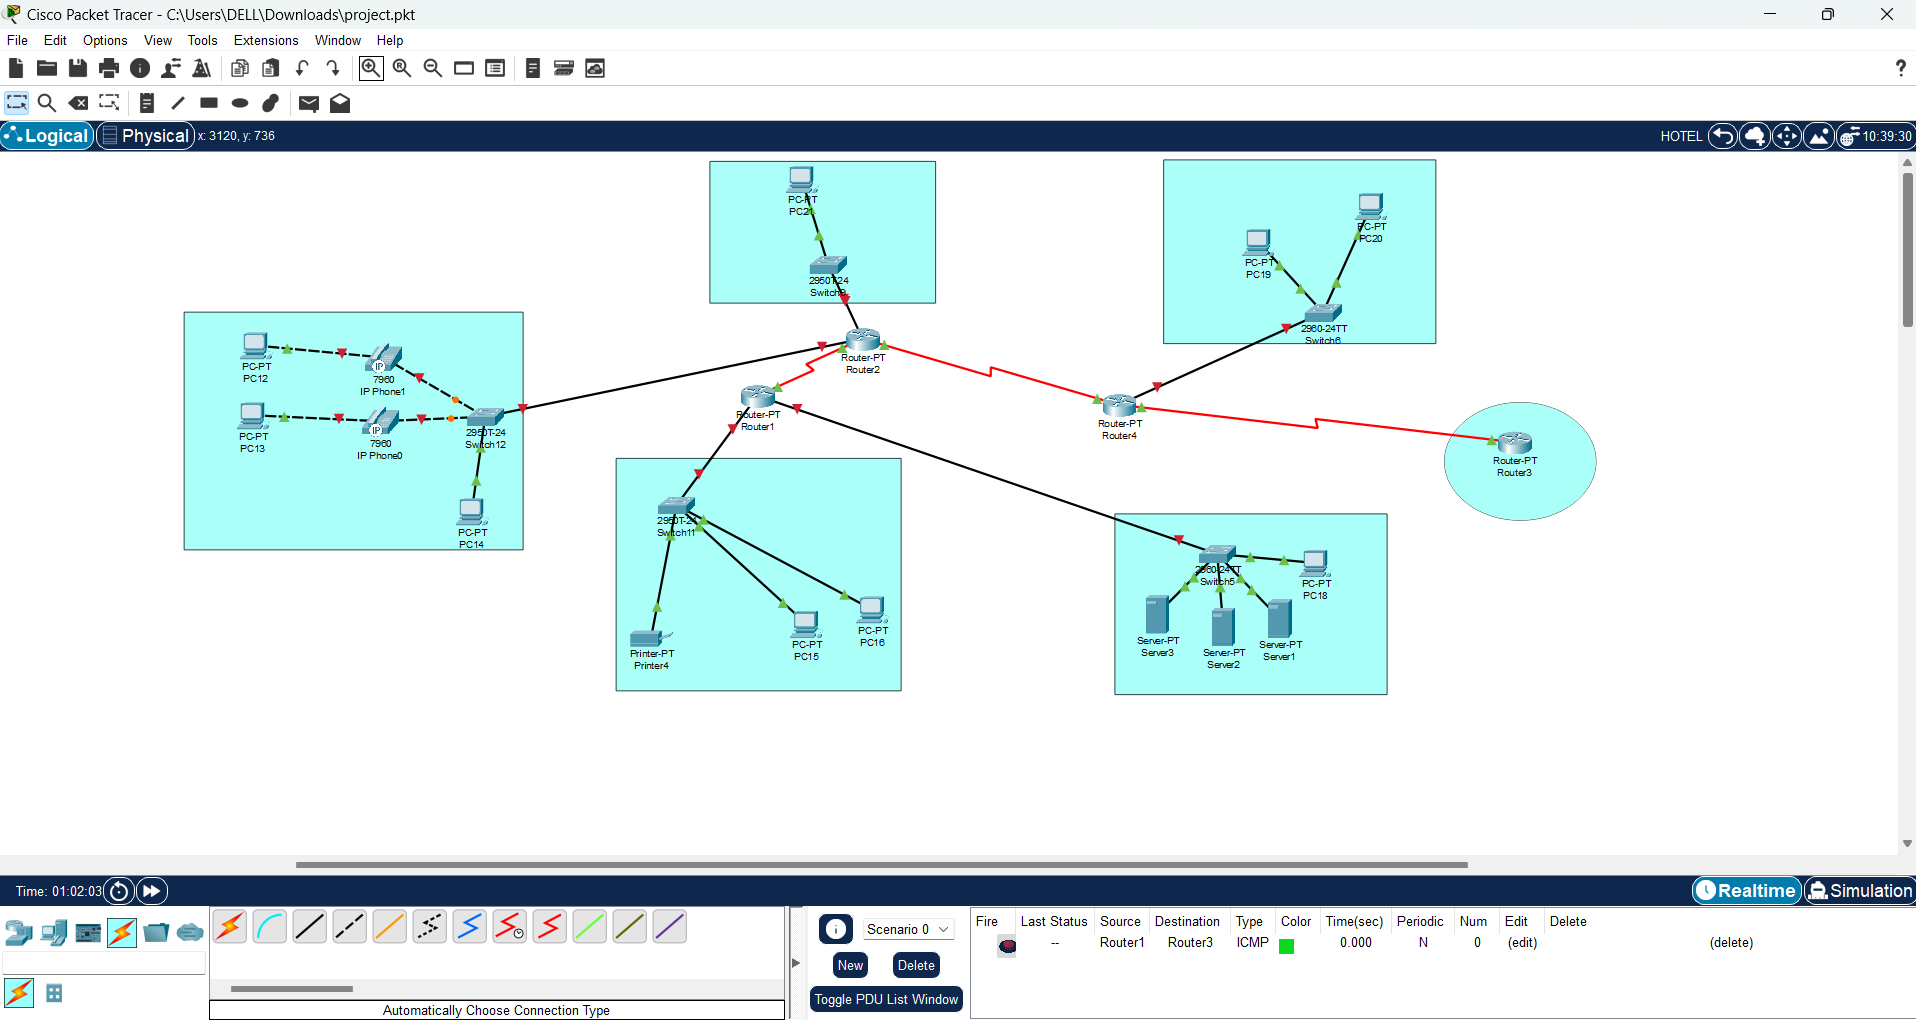 Cisco Packet Tracer - C:\Users\DELL\Downloads\project.pkt
File Edit Options View Tools Extensions Window Help
?
Logical Physical x: 3120, y: 736
HOTEL 10:39:30
PC-PT
PC21
2950T-24
Switch9
PC-PT
PC20
PC-PT
PC19
2960-24TT
Switch6
PC-PT
PC12
IP
7960
IP Phone1
PC-PT
PC13
IP
7960
IP Phone0
2950T-24
Switch12
PC-PT
PC14
Router-PT
Router2
Router-PT
Router1
Router-PT
Router4
Router-PT
Router3
2950T-24
Switch11
Printer-PT
Printer4
PC-PT
PC15
PC-PT
PC16
2960-24TT
Switch5
PC-PT
PC18
Server-PT
Server3
Server-PT
Server2
Server-PT
Server1
Time: 01:02:03
Realtime Simulation
Automatically Choose Connection Type
Scenario 0
New Delete
Toggle PDU List Window
Fire Last Status Source Destination Type Color Time(sec) Periodic Num Edit Delete
-- Router1 Router3 ICMP 0.000 N 0 (edit) (delete)